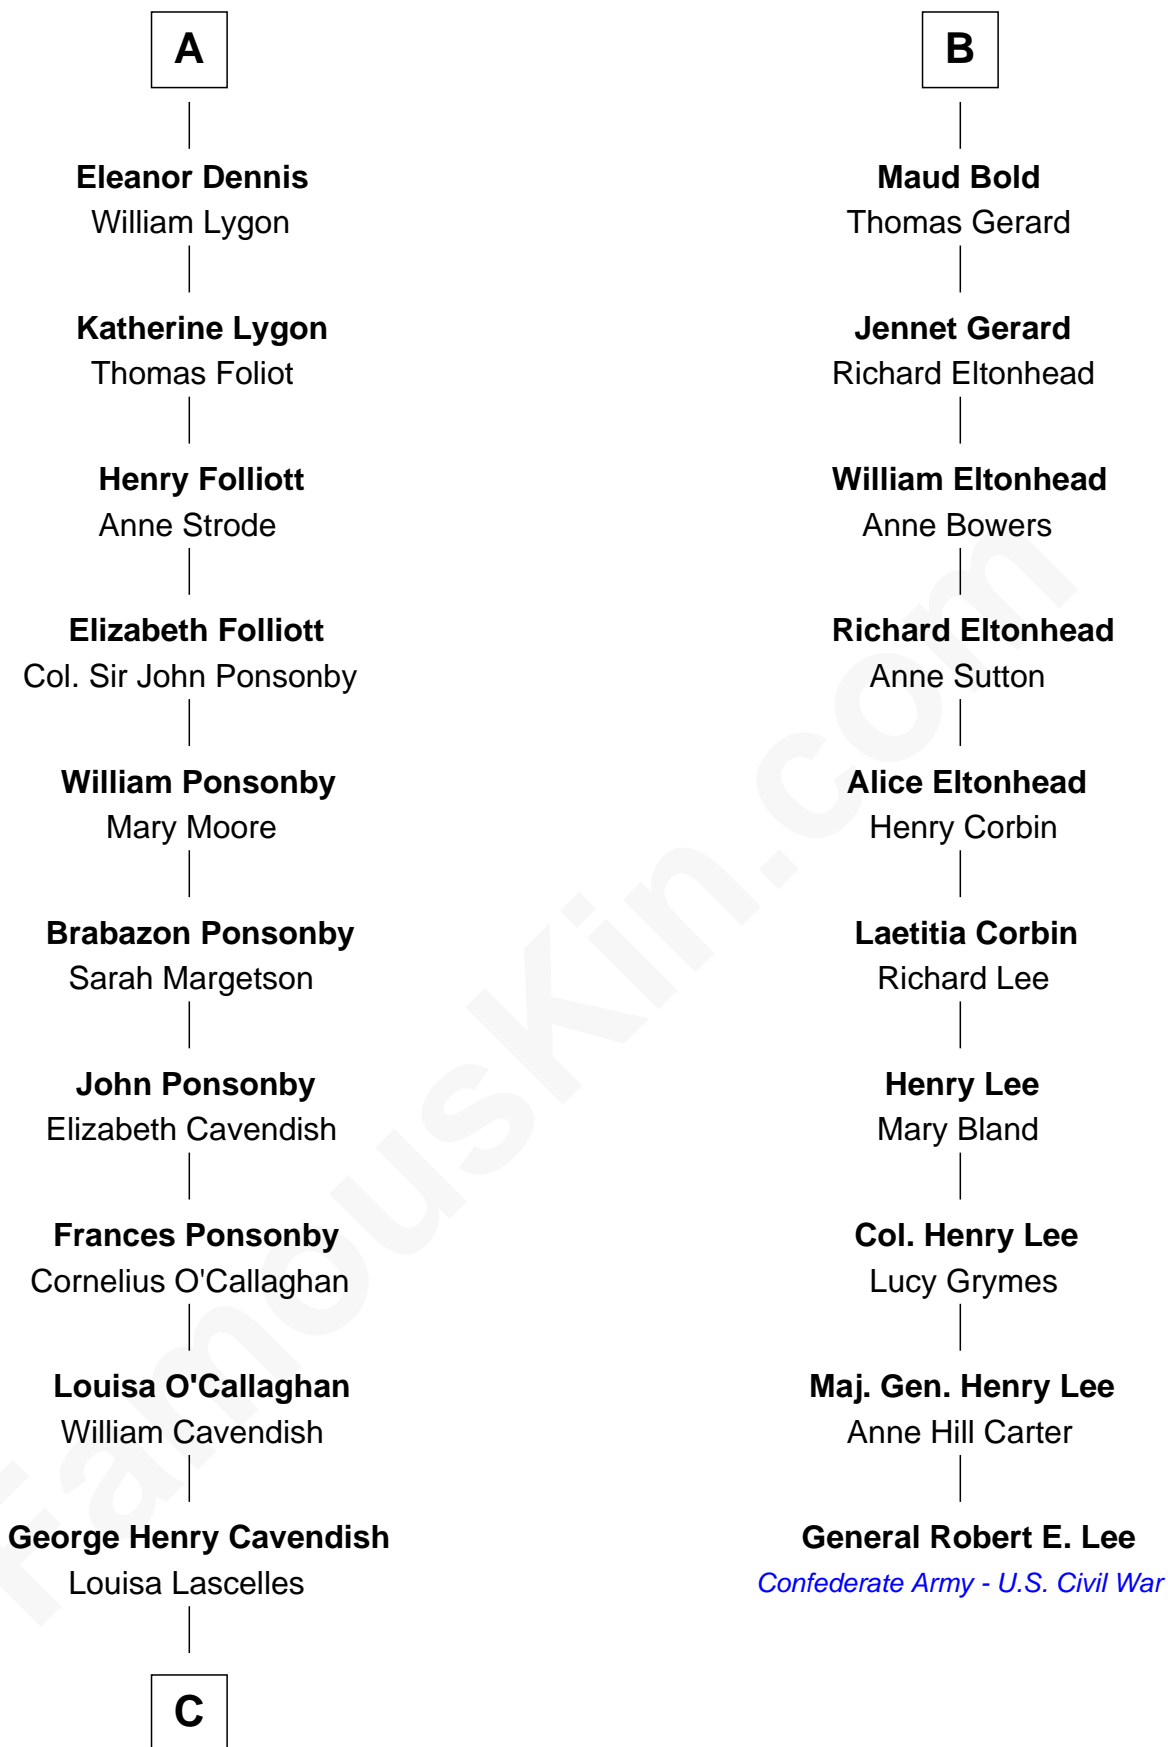 A
Eleanor Dennis
William Lygon
Katherine Lygon
Thomas Foliot
Henry Folliott
Anne Strode
Elizabeth Folliott
Col. Sir John Ponsonby
William Ponsonby
Mary Moore
Brabazon Ponsonby
Sarah Margetson
John Ponsonby
Elizabeth Cavendish
Frances Ponsonby
Cornelius O'Callaghan
Louisa O'Callaghan
William Cavendish
George Henry Cavendish
Louisa Lascelles
C
B
Maud Bold
Thomas Gerard
Jennet Gerard
Richard Eltonhead
William Eltonhead
Anne Bowers
Richard Eltonhead
Anne Sutton
Alice Eltonhead
Henry Corbin
Laetitia Corbin
Richard Lee
Henry Lee
Mary Bland
Col. Henry Lee
Lucy Grymes
Maj. Gen. Henry Lee
Anne Hill Carter
General Robert E. Lee
Confederate Army - U.S. Civil War
FamousKin.com